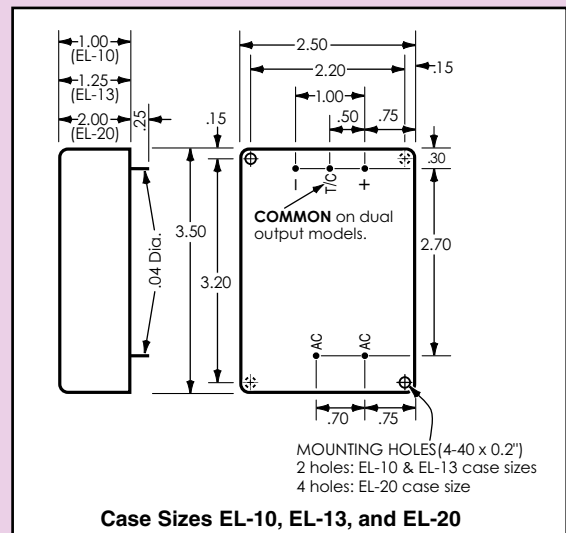 1.00
(EL-10)
1.25
(EL-13)
2.00
(EL-20)
.25
.04 Dia.
2.50
2.20
.15
1.00
.50
.75
.15
.30
3.50
3.20
2.70
−
T/C
+
COMMON on dual
output models.
AC
AC
.70
.75
MOUNTING HOLES(4-40 x 0.2")
2 holes: EL-10 & EL-13 case sizes
4 holes: EL-20 case size
Case Sizes EL-10, EL-13, and EL-20